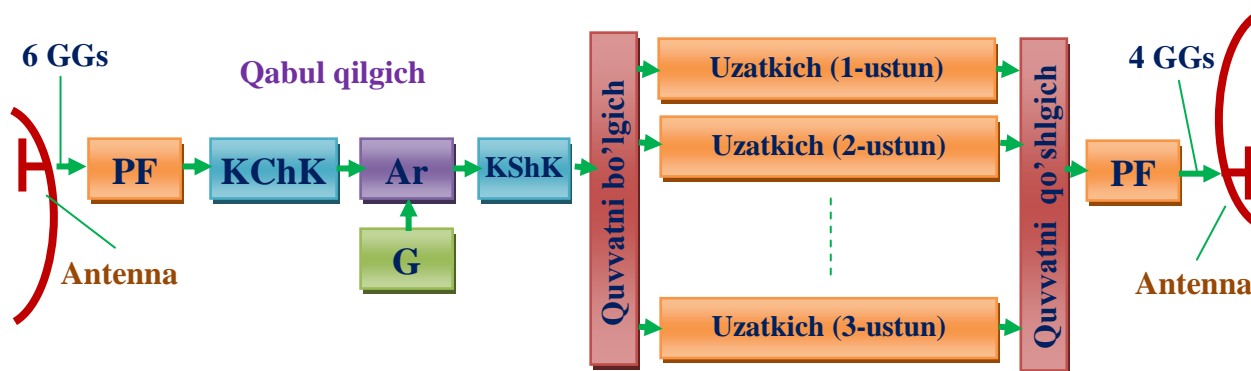 6 GGs
Qabul qilgich
4 GGs
PF
KChK
Ar
KShK
G
Antenna
Quvvatni bo'lgich
Uzatkich (1-ustun)
Uzatkich (2-ustun)
Uzatkich (3-ustun)
Quvvatni qo'shlgich
PF
Antenna